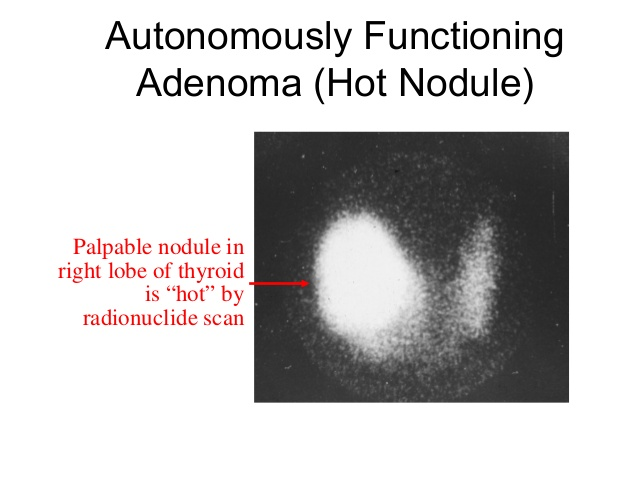 Autonomously Functioning
Adenoma (Hot Nodule)
Palpable nodule in
right lobe of thyroid
is “hot” by
radionuclide scan